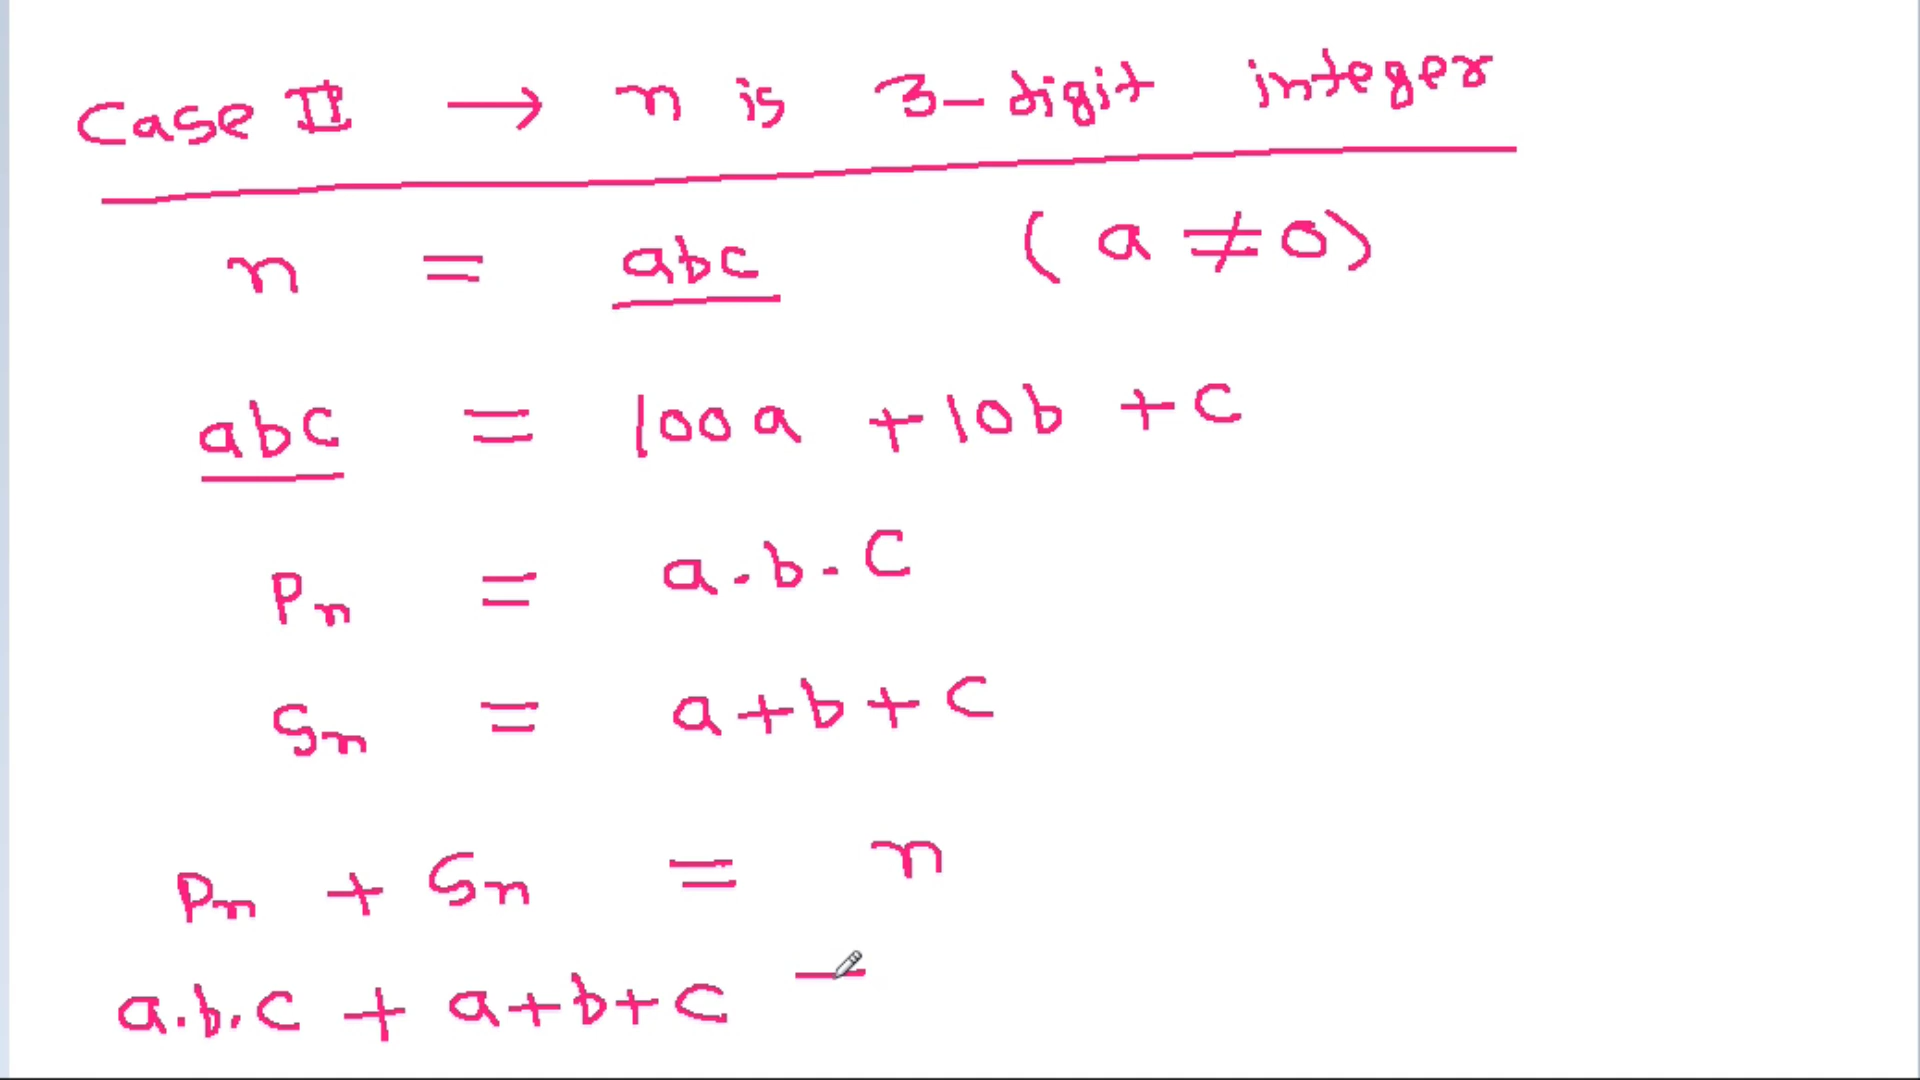 Case II → n is 3-digit integer
n = abc (a ≠ 0)
abc = 100a + 10b + c
Pn = a.b.c
Sn = a+b+c
Pn + Sn = n
a.b.c + a+b+c –